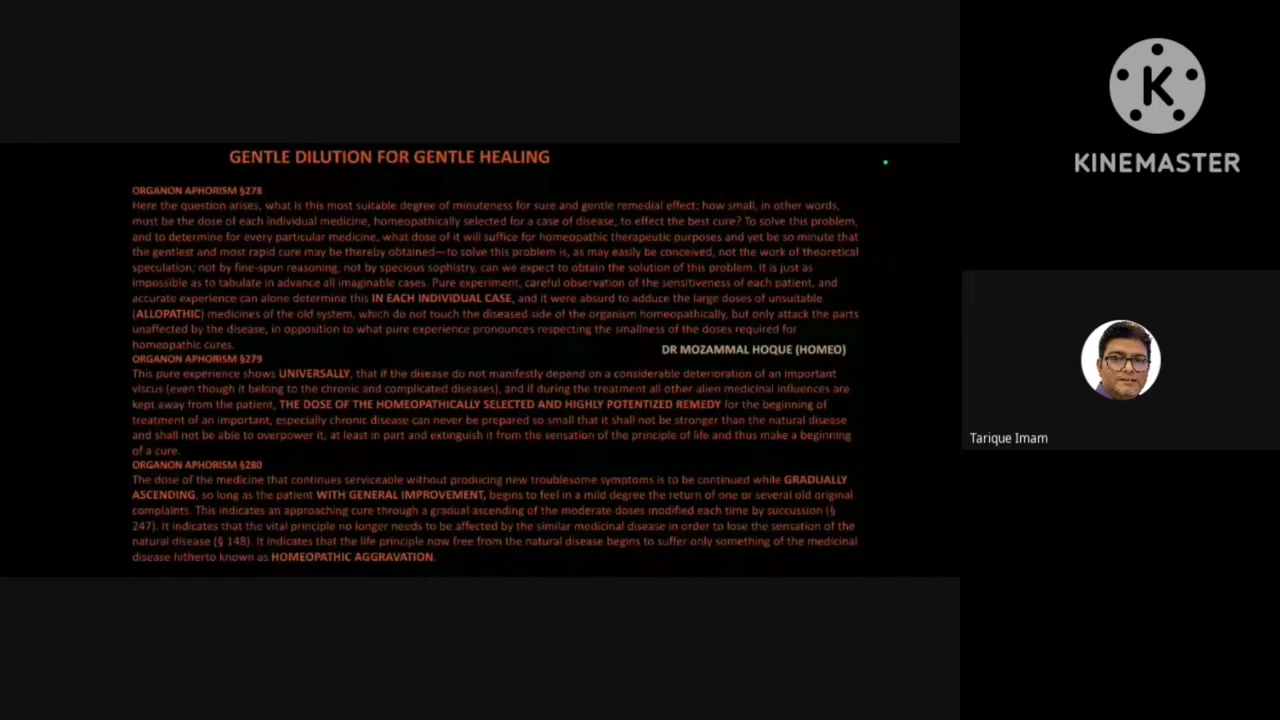 GENTLE DILUTION FOR GENTLE HEALING
ORGANON APHORISM §278
Here the question arises, what is this most suitable degree of minuteness for sure and gentle remedial effect; how small, in other words,
must be the dose of each individual medicine, homeopathically selected for a case of disease, to effect the best cure? To solve this problem,
and to determine for every particular medicine, what dose of it will suffice for homeopathic therapeutic purposes and yet be so minute that
the gentlest and most rapid cure may be thereby obtained—to solve this problem is, as may easily be conceived, not the work of theoretical
speculation; not by fine-spun reasoning, not by specious sophistry, can we expect to obtain the solution of this problem. It is just as
impossible as to tabulate in advance all imaginable cases. Pure experiment, careful observation of the sensitiveness of each patient, and
accurate experience can alone determine this IN EACH INDIVIDUAL CASE, and it were absurd to adduce the large doses of unsuitable
(ALLOPATHIC) medicines of the old system, which do not touch the diseased side of the organism homeopathically, but only attack the parts
unaffected by the disease, in opposition to what pure experience pronounces respecting the smallness of the doses required for
homeopathic cures.
DR MOZAMMAL HOQUE (HOMEO)
ORGANON APHORISM §279
This pure experience shows UNIVERSALLY, that if the disease do not manifestly depend on a considerable deterioration of an important
viscus (even though it belong to the chronic and complicated diseases), and if during the treatment all other alien medicinal influences are
kept away from the patient, THE DOSE OF THE HOMEOPATHICALLY SELECTED AND HIGHLY POTENTIZED REMEDY for the beginning of
treatment of an important, especially chronic disease can never be prepared so small that it shall not be stronger than the natural disease
and shall not be able to overpower it, at least in part and extinguish it from the sensation of the principle of life and thus make a beginning
of a cure.
ORGANON APHORISM §280
The dose of the medicine that continues serviceable without producing new troublesome symptoms is to be continued while GRADUALLY
ASCENDING, so long as the patient WITH GENERAL IMPROVEMENT, begins to feel in a mild degree the return of one or several old original
complaints. This indicates an approaching cure through a gradual ascending of the moderate doses modified each time by succussion (§
247). It indicates that the vital principle no longer needs to be affected by the similar medicinal disease in order to lose the sensation of the
natural disease (§ 148). It indicates that the life principle now free from the natural disease begins to suffer only something of the medicinal
disease hitherto known as HOMEOPATHIC AGGRAVATION.
K
KINEMASTER
Tarique Imam